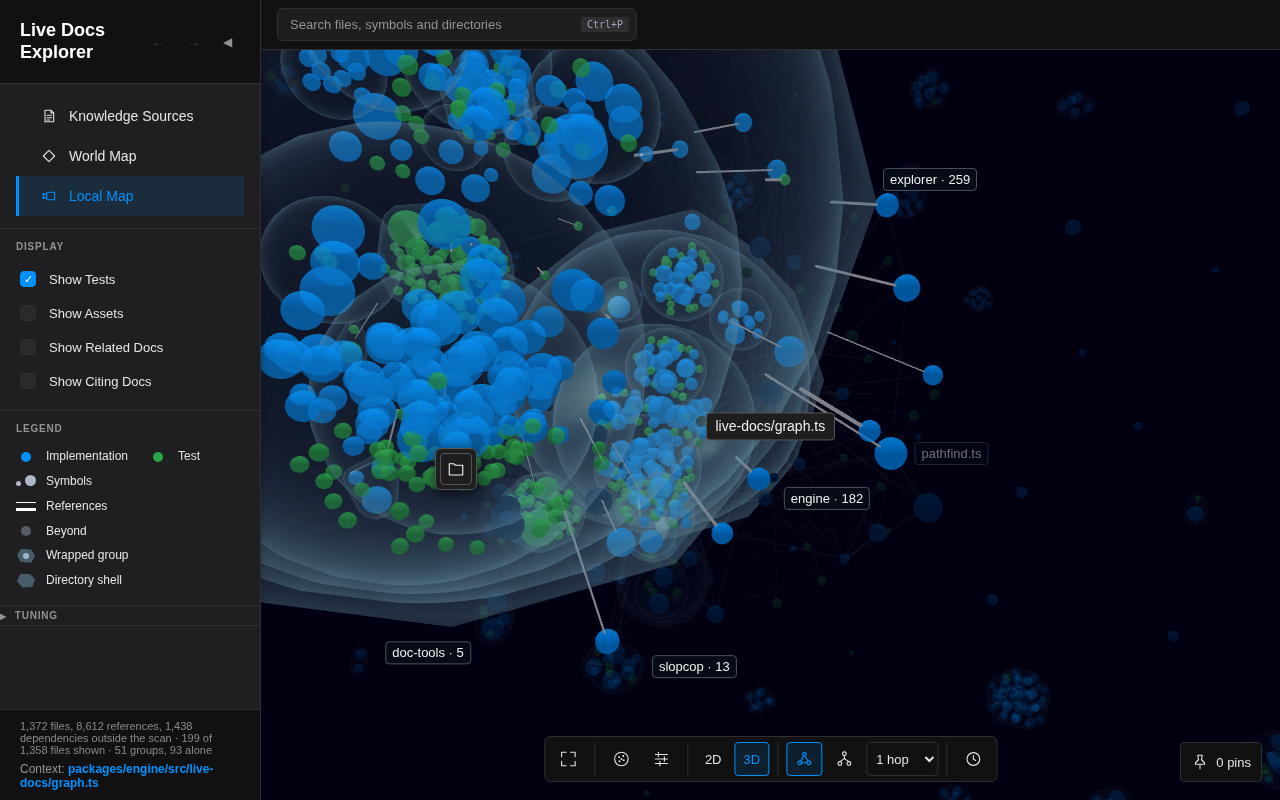 Live Docs
Explorer
Search files, symbols and directories
Ctrl+P
Knowledge Sources
World Map
Local Map
DISPLAY
Show Tests
Show Assets
Show Related Docs
Show Citing Docs
LEGEND
Implementation
Test
Symbols
References
Beyond
Wrapped group
Directory shell
TUNING
1,372 files, 8,612 references, 1,438
dependencies outside the scan · 199 of
1,358 files shown · 51 groups, 93 alone
Context: packages/engine/src/live-
docs/graph.ts
explorer · 259
live-docs/graph.ts
pathfind.ts
engine · 182
doc-tools · 5
slopcop · 13
2D
3D
1 hop
0 pins